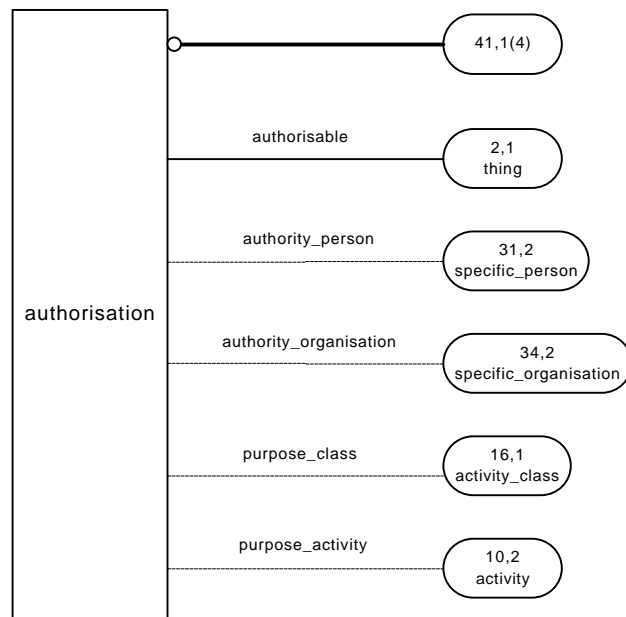 41,1(4)
authorisable
2,1
thing
authority_person
31,2
specific_person
authorisation
authority_organisation
34,2
specific_organisation
purpose_class
16,1
activity_class
purpose_activity
10,2
activity